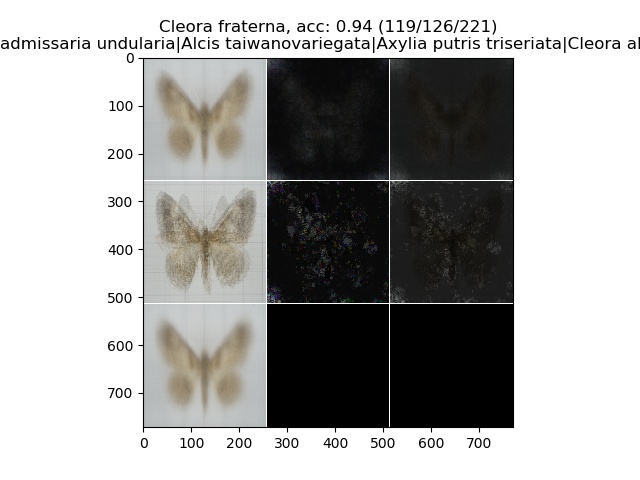 Cleora fraterna, acc: 0.94 (119/126/221)
admissaria undularia|Alcis taiwanovariegata|Axylia putris triseriata|Cleora al
0
100
200
300
400
500
600
700
0 100 200 300 400 500 600 700